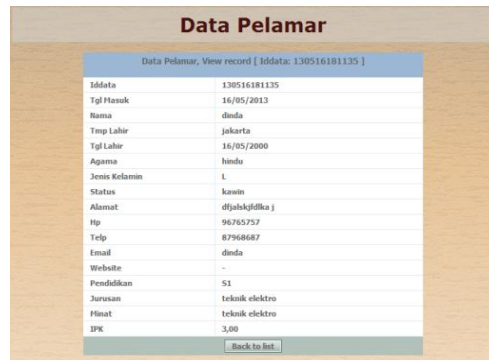 Data Pelamar
Data Pelamar, View record [ Iddata: 130516181135 ]
Iddata 130516181135
Tgl Masuk 16/05/2013
Nama dinda
Tmp Lahir jakarta
Tgl Lahir 16/05/2000
Agama hindu
Jenis Kelamin L
Status kawin
Alamat dfjalskjfdlka j
Hp 96765757
Telp 87968687
Email dinda
Website -
Pendidikan S1
Jurusan teknik elektro
Minat teknik elektro
IPK 3,00
Back to list